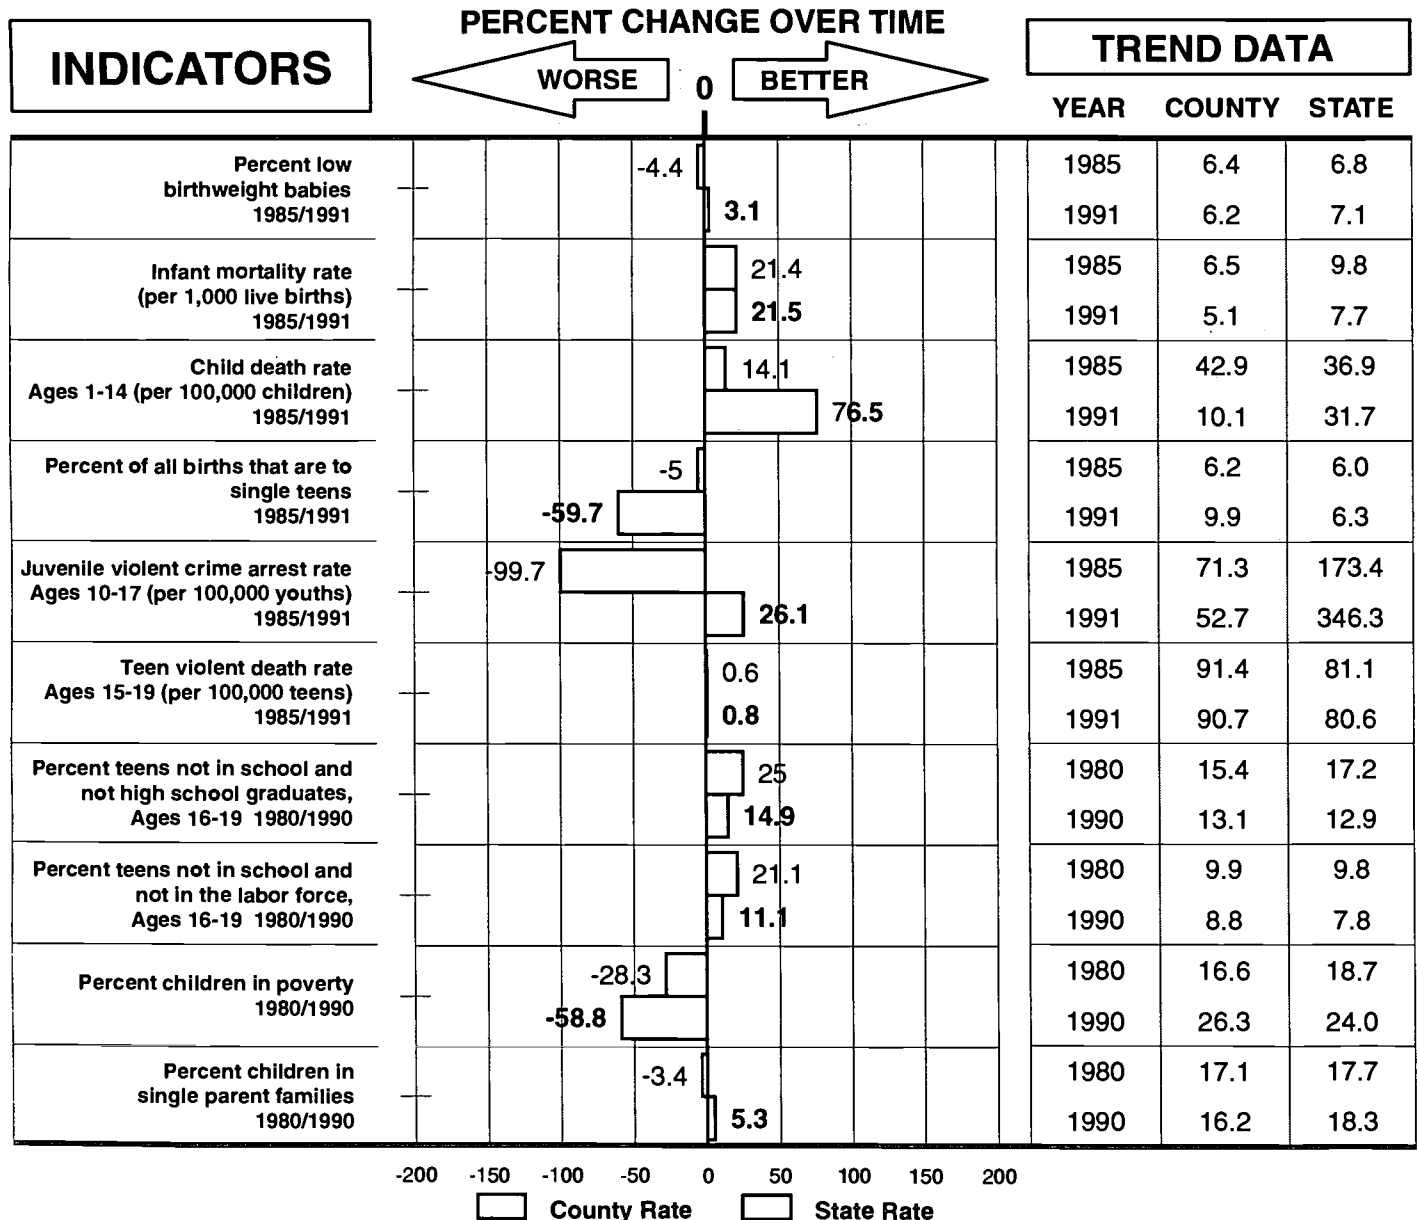 PERCENT CHANGE OVER TIME
INDICATORS
WORSE
0
BETTER
TREND DATA
YEAR COUNTY STATE
Percent low
birthweight babies
1985/1991
-4.4
3.1
1985 6.4 6.8
1991 6.2 7.1
Infant mortality rate
(per 1,000 live births)
1985/1991
21.4
21.5
1985 6.5 9.8
1991 5.1 7.7
Child death rate
Ages 1-14 (per 100,000 children)
1985/1991
14.1
76.5
1985 42.9 36.9
1991 10.1 31.7
Percent of all births that are to
single teens
1985/1991
-5
-59.7
1985 6.2 6.0
1991 9.9 6.3
Juvenile violent crime arrest rate
Ages 10-17 (per 100,000 youths)
1985/1991
-99.7
26.1
1985 71.3 173.4
1991 52.7 346.3
Teen violent death rate
Ages 15-19 (per 100,000 teens)
1985/1991
0.6
0.8
1985 91.4 81.1
1991 90.7 80.6
Percent teens not in school and
not high school graduates,
Ages 16-19 1980/1990
25
14.9
1980 15.4 17.2
1990 13.1 12.9
Percent teens not in school and
not in the labor force,
Ages 16-19 1980/1990
21.1
11.1
1980 9.9 9.8
1990 8.8 7.8
Percent children in poverty
1980/1990
-28.3
-58.8
1980 16.6 18.7
1990 26.3 24.0
Percent children in
single parent families
1980/1990
-3.4
5.3
1980 17.1 17.7
1990 16.2 18.3
-200 -150 -100 -50 0 50 100 150 200
County Rate State Rate